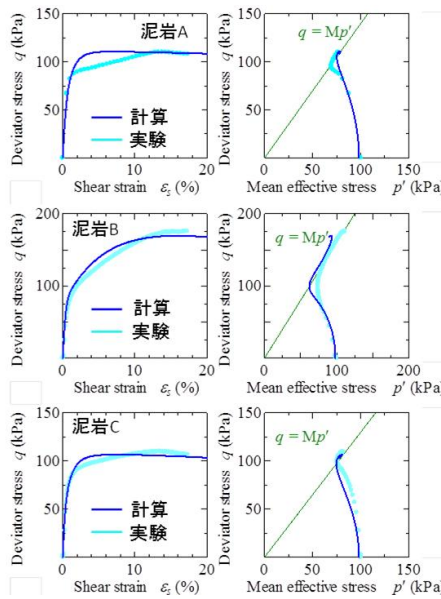 泥岩A
Deviator stress q (kPa)
150
100
50
計算
実験
0
10
20
Shear strain εs (%)
Deviator stress q (kPa)
150
100
50
q = Mp'
0
50
100
150
Mean effective stress p' (kPa)
泥岩B
Deviator stress q (kPa)
200
100
計算
実験
0
10
20
Shear strain εs (%)
Deviator stress q (kPa)
200
100
q = Mp'
0
100
200
Mean effective stress p' (kPa)
泥岩C
Deviator stress q (kPa)
150
100
50
計算
実験
0
10
20
Shear strain εs (%)
Deviator stress q (kPa)
150
100
50
q = Mp'
0
50
100
150
Mean effective stress p' (kPa)